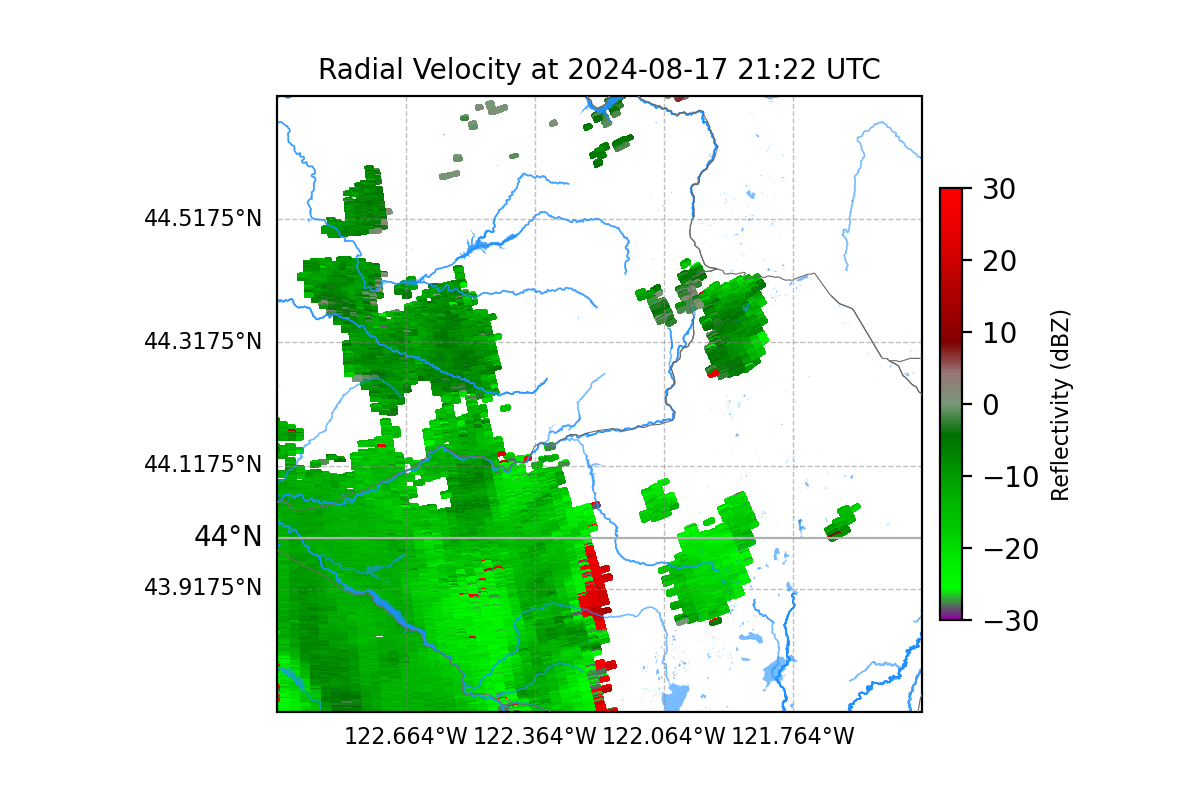 Radial Velocity at 2024-08-17 21:22 UTC
44.5175°N
44.3175°N
44.1175°N
44°N
43.9175°N
122.664°W 122.364°W 122.064°W 121.764°W
30
20
10
0
−10
−20
−30
Reflectivity (dBZ)